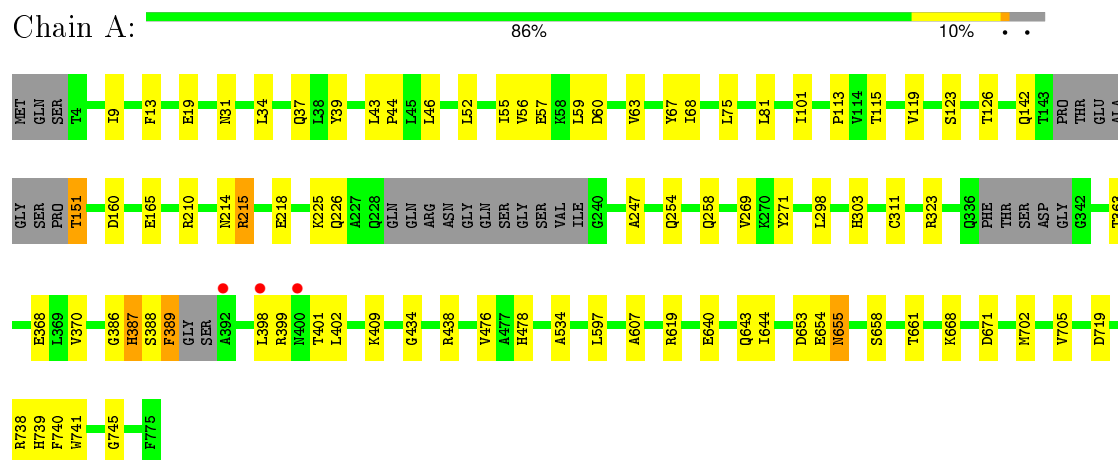 Chain A:
86% 10% • •
MET GLN SER T4 I9 F13 E19 N31 L34 Q37 L38 Y39 L43 P44 L45 L46 L52 I55 V56 E57 K58 L59 D60 V63 Y67 I68 L75 L81 I101 P113 V114 T115 V119 S123 T126 Q142 T143 PRO THR GLU ALA
GLY SER PRO T151 D160 E165 R210 N214 R215 E218 K225 Q226 A227 Q228 GLN GLN ARG ASN GLY GLN SER GLY SER VAL ILE G240 A247 Q254 Q258 V269 K270 Y271 L298 H303 C311 R323 Q336 PHE THR SER ASP GLY G342 T363
E368 L369 V370 G386 H387 S388 F389 GLY SER A392 L398 R399 N400 T401 L402 K409 G434 R438 V476 A477 H478 A534 L597 A607 R619 E640 Q643 I644 D653 E654 N655 S658 T661 K668 D671 M702 V705 D719
R738 H739 F740 W741 G745 F775